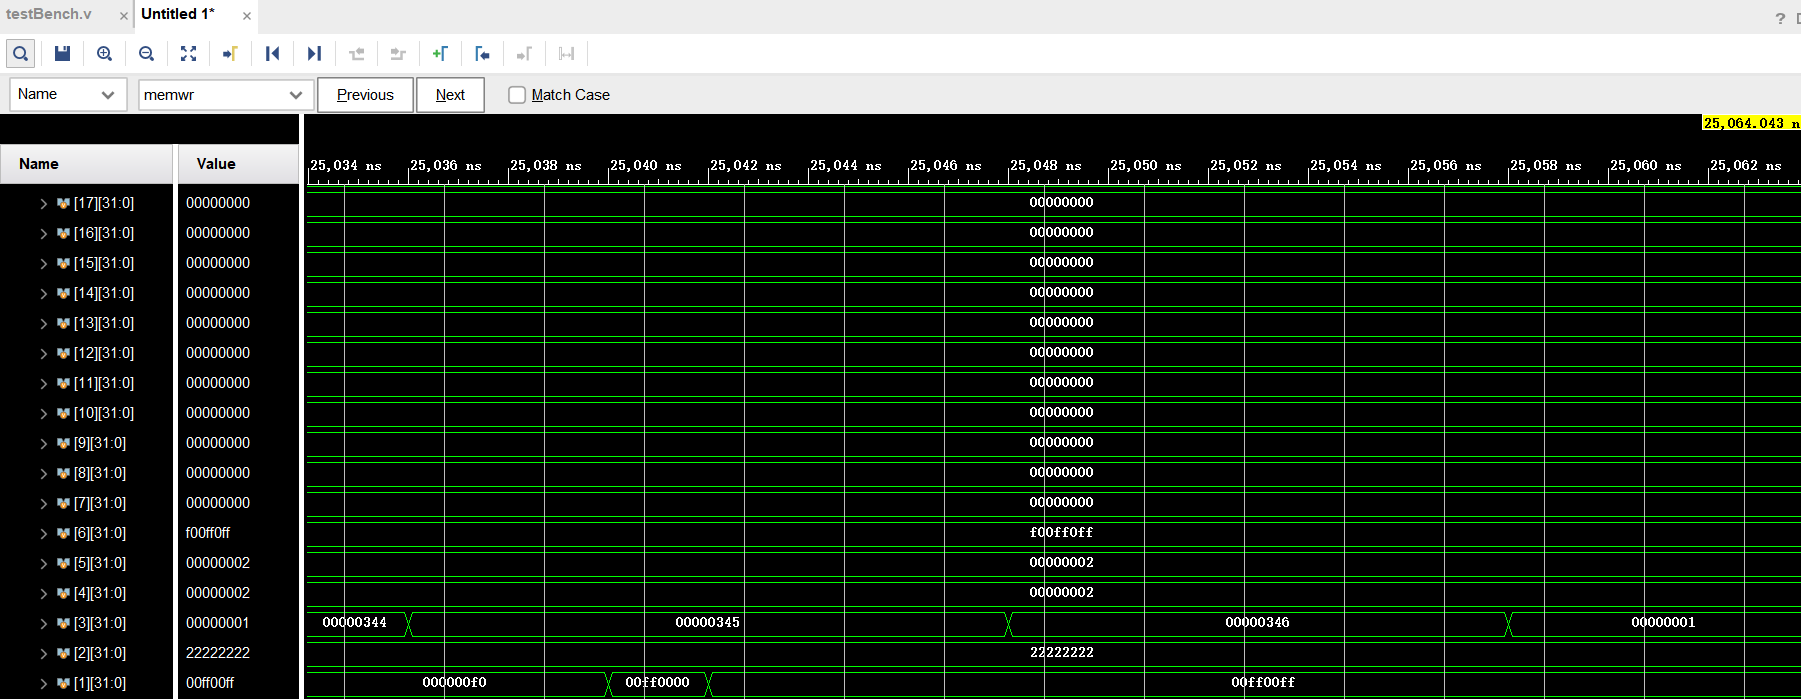 testBench.v × Untitled 1* × ?
Name memwr Previous Next Match Case
25,064.043 n
Name Value 25,034 ns 25,036 ns 25,038 ns 25,040 ns 25,042 ns 25,044 ns 25,046 ns 25,048 ns 25,050 ns 25,052 ns 25,054 ns 25,056 ns 25,058 ns 25,060 ns 25,062 ns
[17][31:0] 00000000 00000000
[16][31:0] 00000000 00000000
[15][31:0] 00000000 00000000
[14][31:0] 00000000 00000000
[13][31:0] 00000000 00000000
[12][31:0] 00000000 00000000
[11][31:0] 00000000 00000000
[10][31:0] 00000000 00000000
[9][31:0] 00000000 00000000
[8][31:0] 00000000 00000000
[7][31:0] 00000000 00000000
[6][31:0] f00ff0ff f00ff0ff
[5][31:0] 00000002 00000002
[4][31:0] 00000002 00000002
[3][31:0] 00000001 00000344 00000345 00000346 00000001
[2][31:0] 22222222 22222222
[1][31:0] 00ff00ff 000000f0 00ff0000 00ff00ff